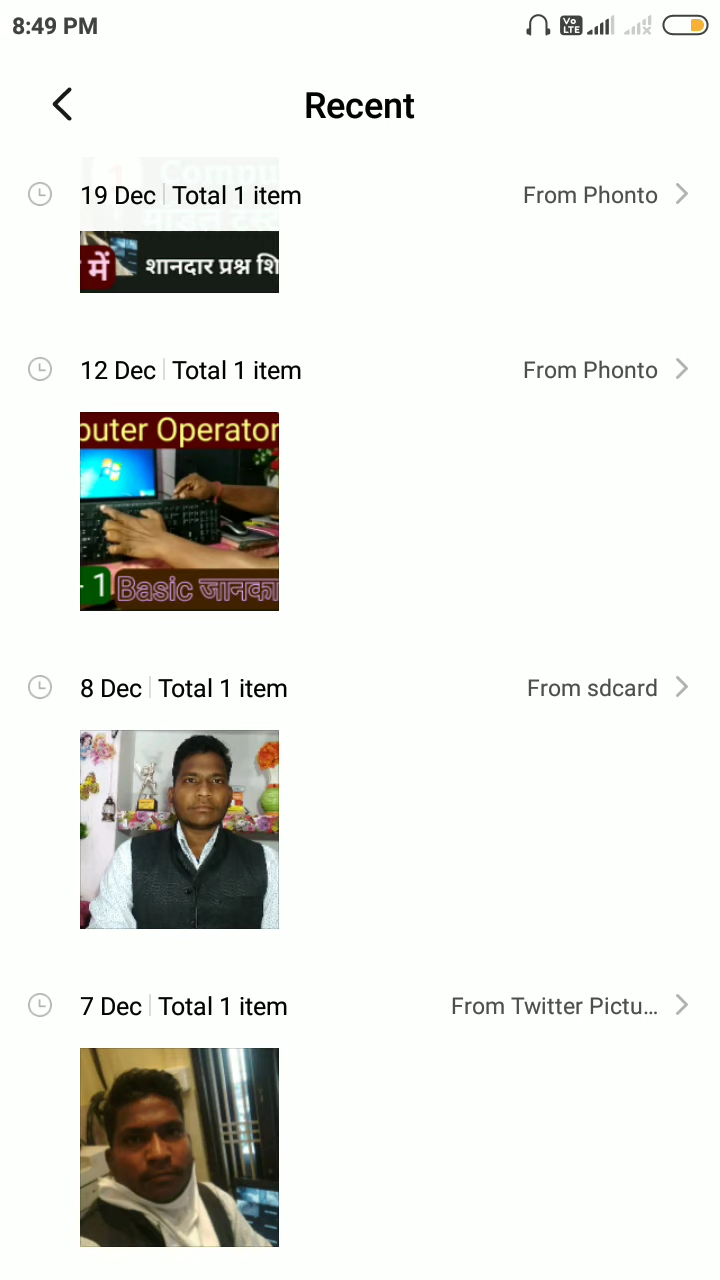 8:49 PM
Vo LTE
Recent
19 Dec | Total 1 item From Phonto
में शानदार प्रश्न
12 Dec | Total 1 item From Phonto
Operator
1 Basic
8 Dec | Total 1 item From sdcard
7 Dec | Total 1 item From Twitter Pictu...